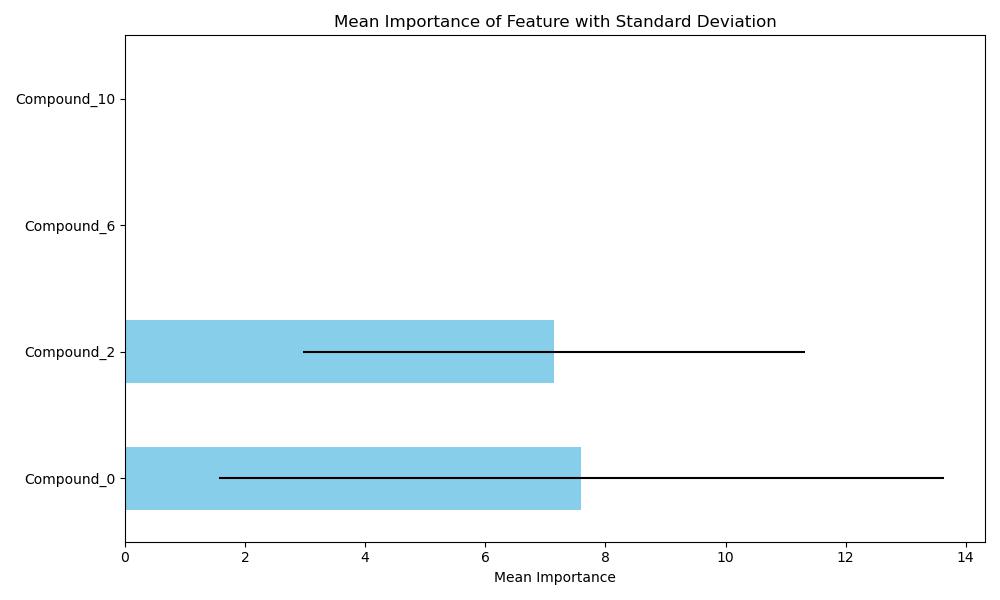 Mean Importance of Feature with Standard Deviation
Compound_10
Compound_6
Compound_2
Compound_0
0 2 4 6 8 10 12 14
Mean Importance